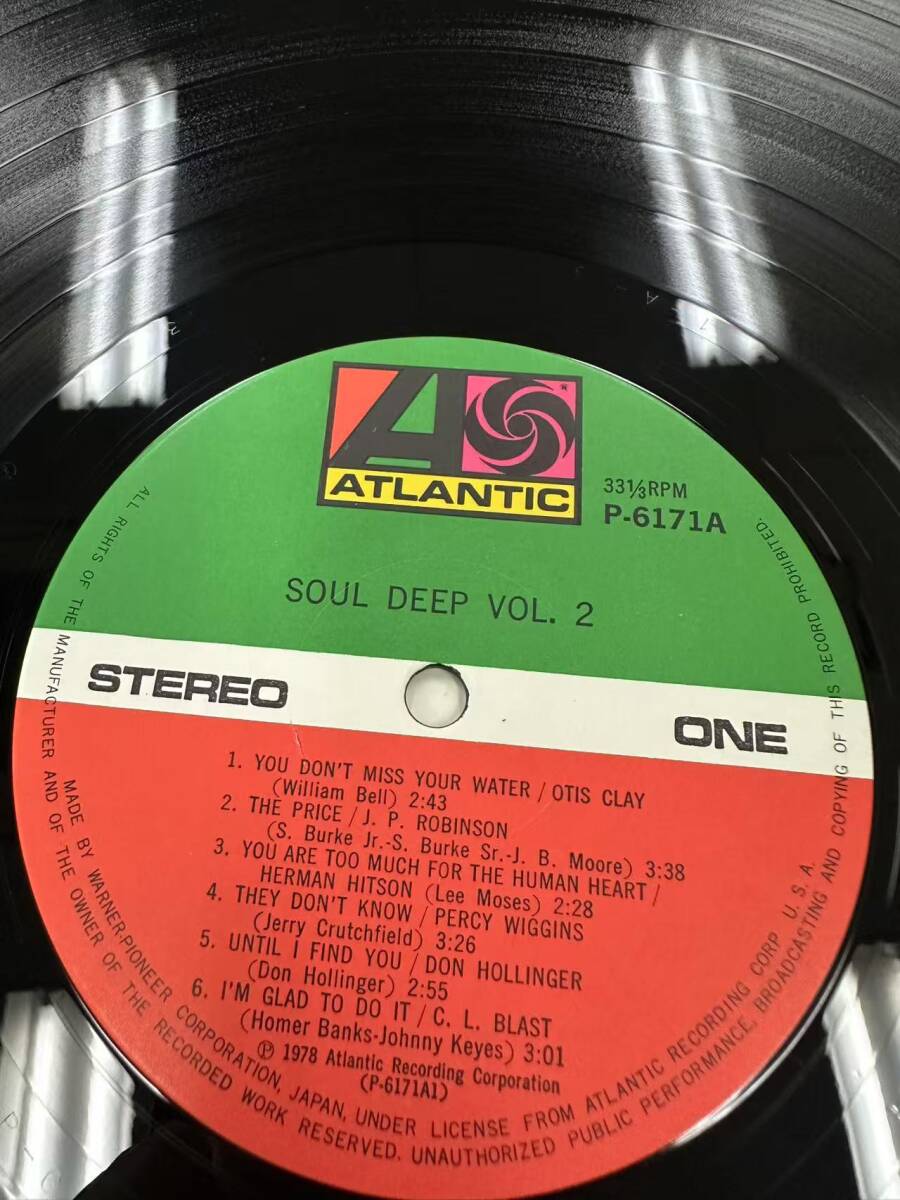 ATLANTIC
®
33⅓RPM
P-6171A
SOUL DEEP VOL. 2
STEREO
ONE
1. YOU DON'T MISS YOUR WATER / OTIS CLAY
(William Bell) 2:43
2. THE PRICE / J. P. ROBINSON
(S. Burke Jr.-S. Burke Sr.-J. B. Moore) 3:38
3. YOU ARE TOO MUCH FOR THE HUMAN HEART /
HERMAN HITSON (Lee Moses) 2:28
4. THEY DON'T KNOW / PERCY WIGGINS
(Jerry Crutchfield) 3:26
5. UNTIL I FIND YOU / DON HOLLINGER
(Don Hollinger) 2:55
6. I'M GLAD TO DO IT / C. L. BLAST
(Homer Banks-Johnny Keyes) 3:01
℗ 1978 Atlantic Recording Corporation
(P-6171A1)
MADE BY WARNER-PIONEER CORPORATION, JAPAN, UNDER LICENSE FROM ATLANTIC RECORDING CORP. U. S. A.
ALL RIGHTS OF THE MANUFACTURER AND OF THE OWNER OF THE RECORDED WORK RESERVED. UNAUTHORIZED PUBLIC PERFORMANCE, BROADCASTING AND COPYING OF THIS RECORD PROHIBITED.